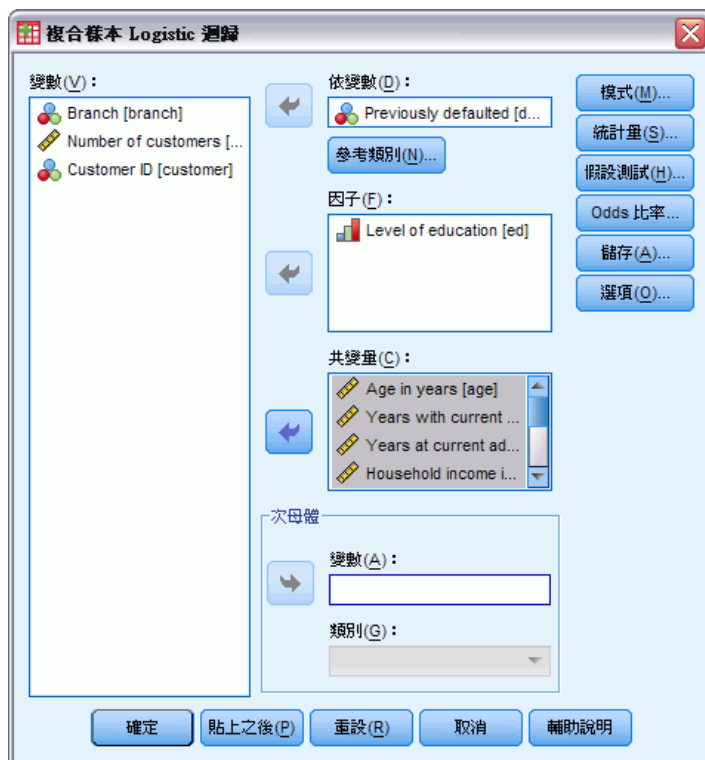 複合樣本 Logistic 迴歸
變數(V)：
Branch [branch]
Number of customers [...
Customer ID [customer]
依變數(D)：
Previously defaulted [d...
參考類別(N)...
因子(F)：
Level of education [ed]
共變量(C)：
Age in years [age]
Years with current ...
Years at current ad...
Household income i...
次母體
變數(A)：
類別(G)：
模式(M)...
統計量(S)...
假設測試(H)...
Odds 比率...
儲存(A)...
選項(O)...
確定
貼上之後(P)
重設(R)
取消
輔助說明